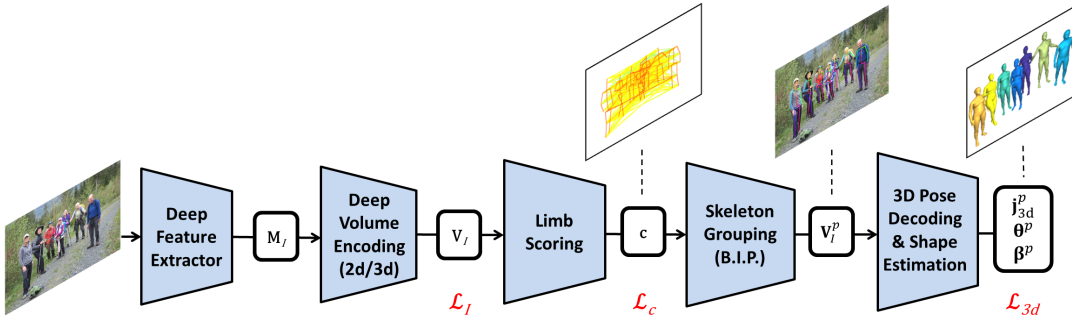 Deep
Feature
Extractor
M_I
Deep
Volume
Encoding
(2d/3d)
V_I
ℒ_I
Limb
Scoring
c
ℒ_c
Skeleton
Grouping
(B.I.P.)
V_I^p
3D Pose
Decoding
& Shape
Estimation
j_3d^p
θ^p
β^p
ℒ_3d